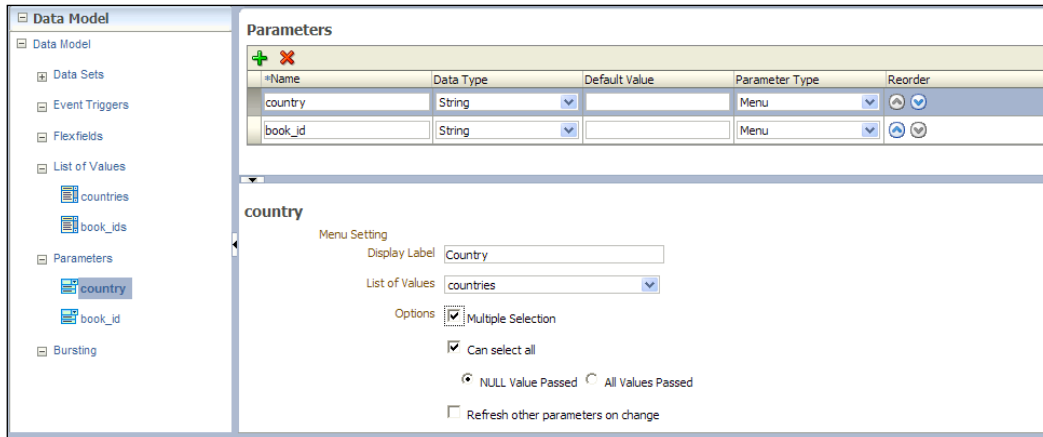 Data Model
Data Model
Data Sets
Event Triggers
Flexfields
List of Values
countries
book_ids
Parameters
country
book_id
Bursting
Parameters
*Name Data Type Default Value Parameter Type Reorder
country String Menu
book_id String Menu
country
Menu Setting
Display Label Country
List of Values countries
Options Multiple Selection
Can select all
NULL Value Passed All Values Passed
Refresh other parameters on change